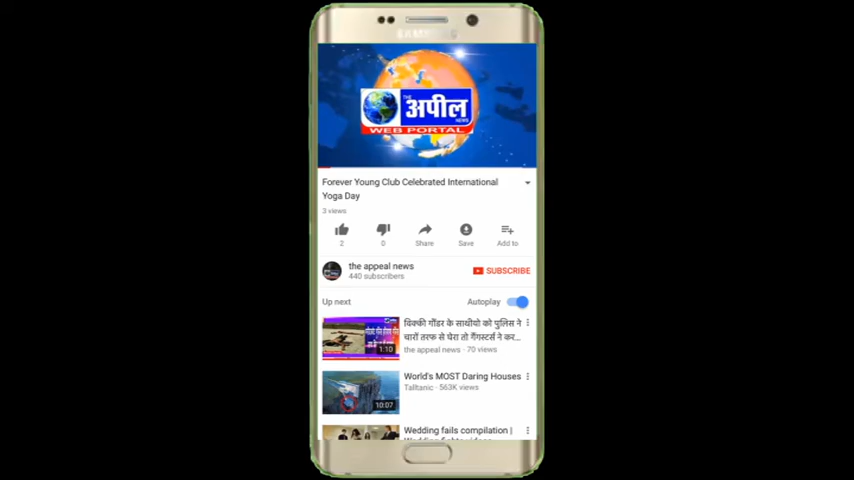 SAMSUNG
THE
अपील
NEWS
WEB PORTAL
Forever Young Club Celebrated International
Yoga Day
3 views
2
0
Share
Save
Add to
the appeal news
440 subscribers
SUBSCRIBE
Up next
Autoplay
विक्की गौंडर के साथीयो को पुलिस ने
चारों तरफ से घेरा तो गैंगस्टर्स ने कर...
the appeal news · 70 views
1:10
World's MOST Daring Houses
Talltanic · 563K views
10:07
Wedding fails compilation |